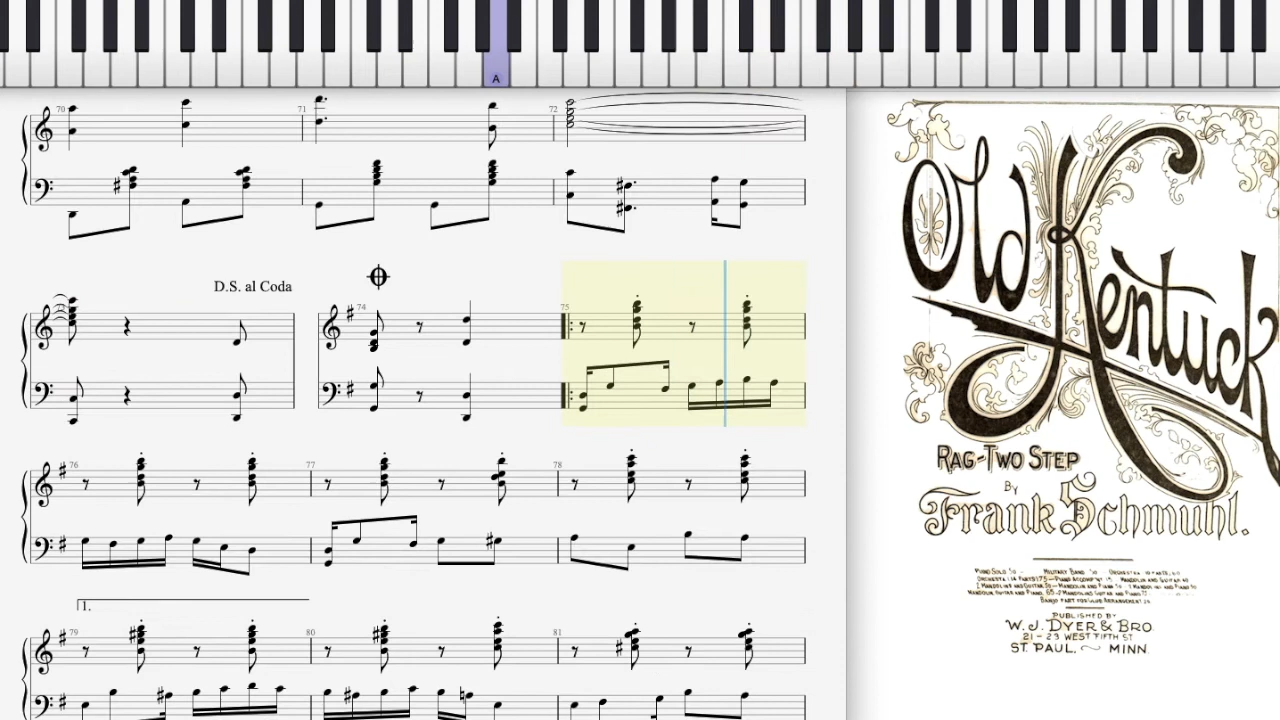 A
70
71
72
D.S. al Coda
74
75
76
77
78
1.
79
80
81
Old Kentuck
RAG-TWO STEP
BY
Frank Schmuhl.
PUBLISHED BY
W. J. DYER & BRO
21-23 WEST FIFTH ST
ST. PAUL. ~ MINN